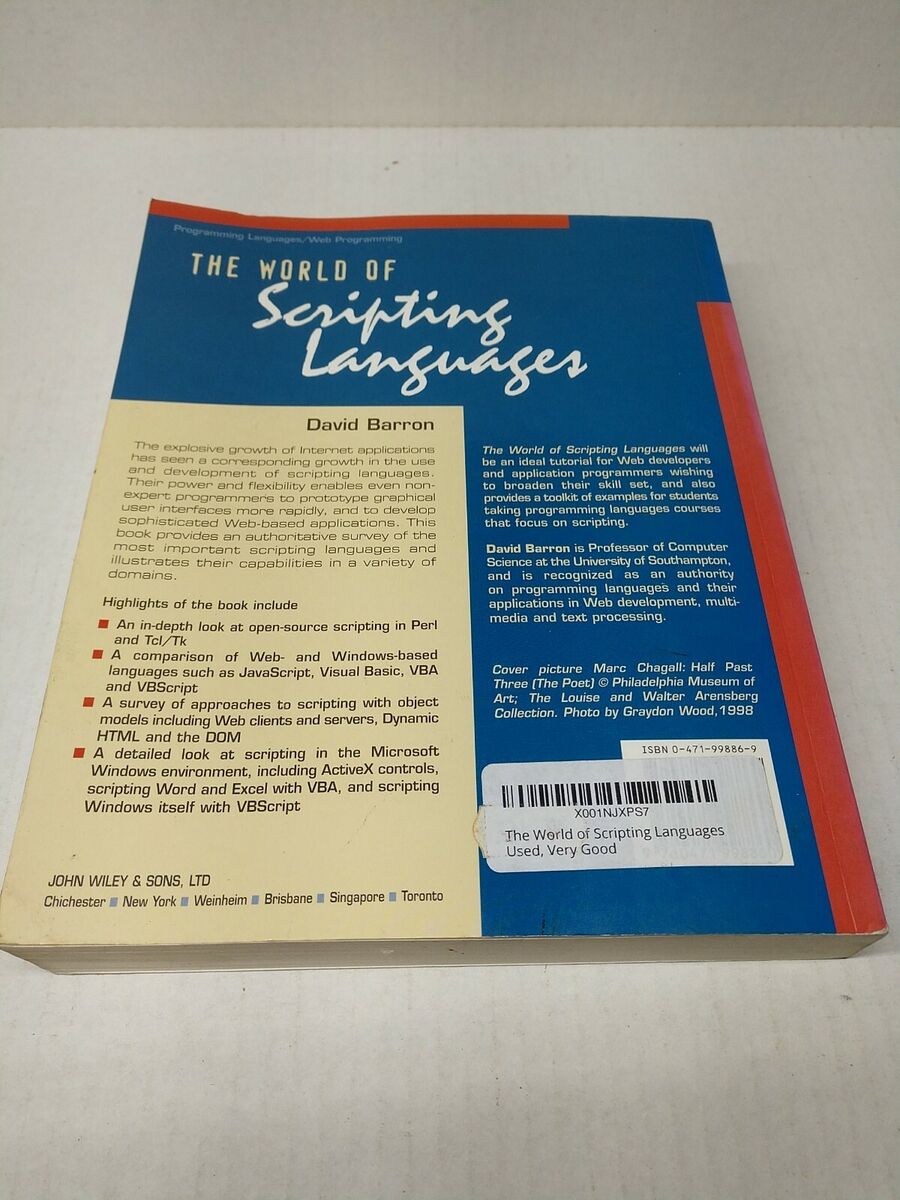 Programming Languages/Web Programming
THE WORLD OF
Scripting
Languages
David Barron
The explosive growth of Internet applications
has seen a corresponding growth in the use
and development of scripting languages.
Their power and flexibility enables even non-
expert programmers to prototype graphical
user interfaces more rapidly, and to develop
sophisticated Web-based applications. This
book provides an authoritative survey of the
most important scripting languages and
illustrates their capabilities in a variety of
domains.
Highlights of the book include
An in-depth look at open-source scripting in Perl
and Tcl/Tk
A comparison of Web- and Windows-based
languages such as JavaScript, Visual Basic, VBA
and VBScript
A survey of approaches to scripting with object
models including Web clients and servers, Dynamic
HTML and the DOM
A detailed look at scripting in the Microsoft
Windows environment, including ActiveX controls,
scripting Word and Excel with VBA, and scripting
Windows itself with VBScript
JOHN WILEY & SONS, LTD
Chichester ■ New York ■ Weinheim ■ Brisbane ■ Singapore ■ Toronto
The World of Scripting Languages will
be an ideal tutorial for Web developers
and application programmers wishing
to broaden their skill set, and also
provides a toolkit of examples for students
taking programming languages courses
that focus on scripting.
David Barron is Professor of Computer
Science at the University of Southampton,
and is recognized as an authority
on programming languages and their
applications in Web development, multi-
media and text processing.
Cover picture Marc Chagall: Half Past
Three (The Poet) © Philadelphia Museum of
Art; The Louise and Walter Arensberg
Collection. Photo by Graydon Wood, 1998
ISBN 0-471-99886-9
X001NJXPS7
The World of Scripting Languages
Used, Very Good